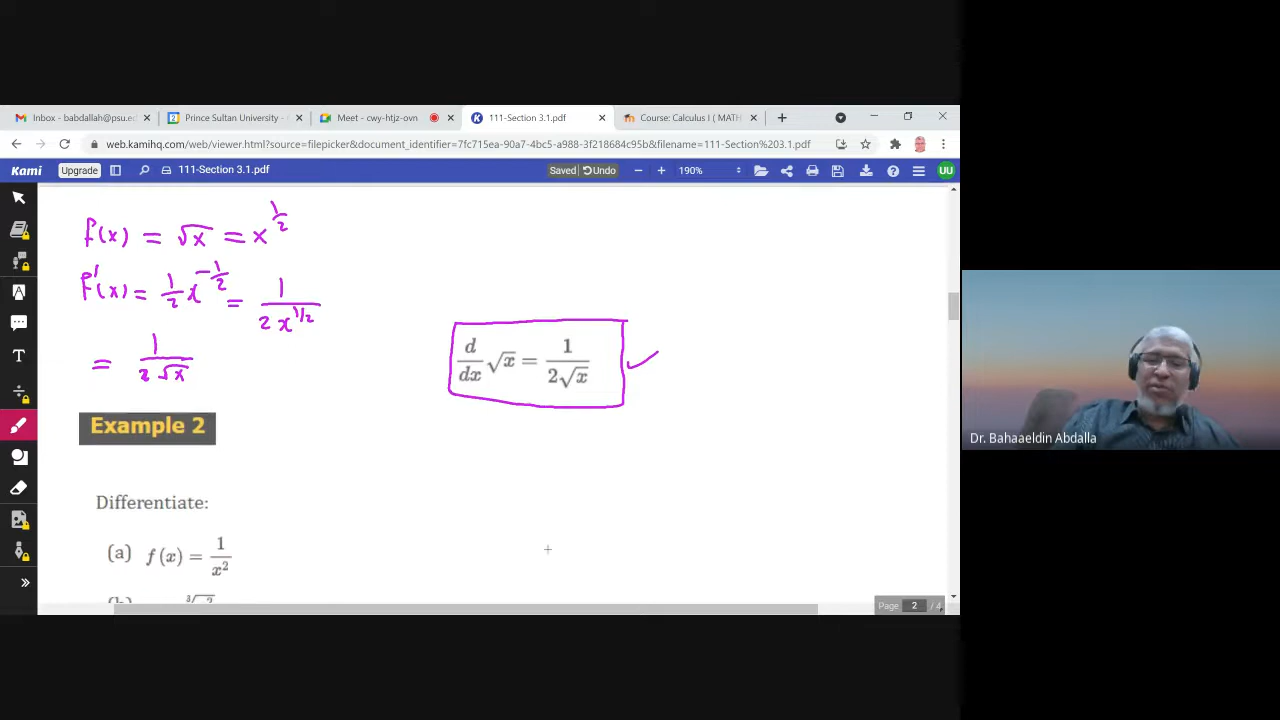 Inbox - babdallah@psu.ed
Prince Sultan University -
Meet - cwy-htjz-ovn
111-Section 3.1.pdf
Course: Calculus I ( MATH
web.kamihq.com/web/viewer.html?source=filepicker&document_identifier=7fc715ea-90a7-4bc5-a988-3f218684c95b&filename=111-Section%203.1.pdf
Kami Upgrade 111-Section 3.1.pdf Saved Undo 190% UU
f(x) = √x = x^{1/2}
f'(x) = 1/2 x^{-1/2} = 1/(2 x^{1/2})
= 1/(2√x)
d/dx √x = 1/(2√x)
Example 2
Differentiate:
(a) f(x) = 1/x²
Page 2 / 4
Dr. Bahaaeldin Abdalla